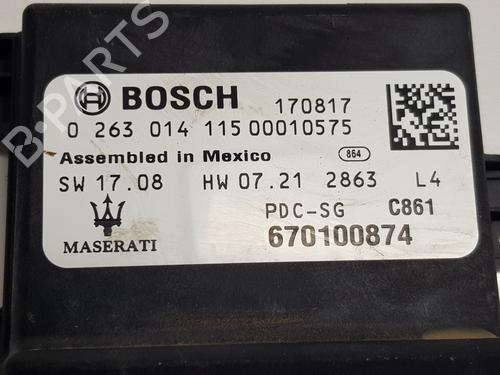 BOSCH 170817
0 263 014 115 00010575
Assembled in Mexico 864
SW 17.08 HW 07.21 2863 L4
PDC-SG C861
MASERATI 670100874
B-PARTS